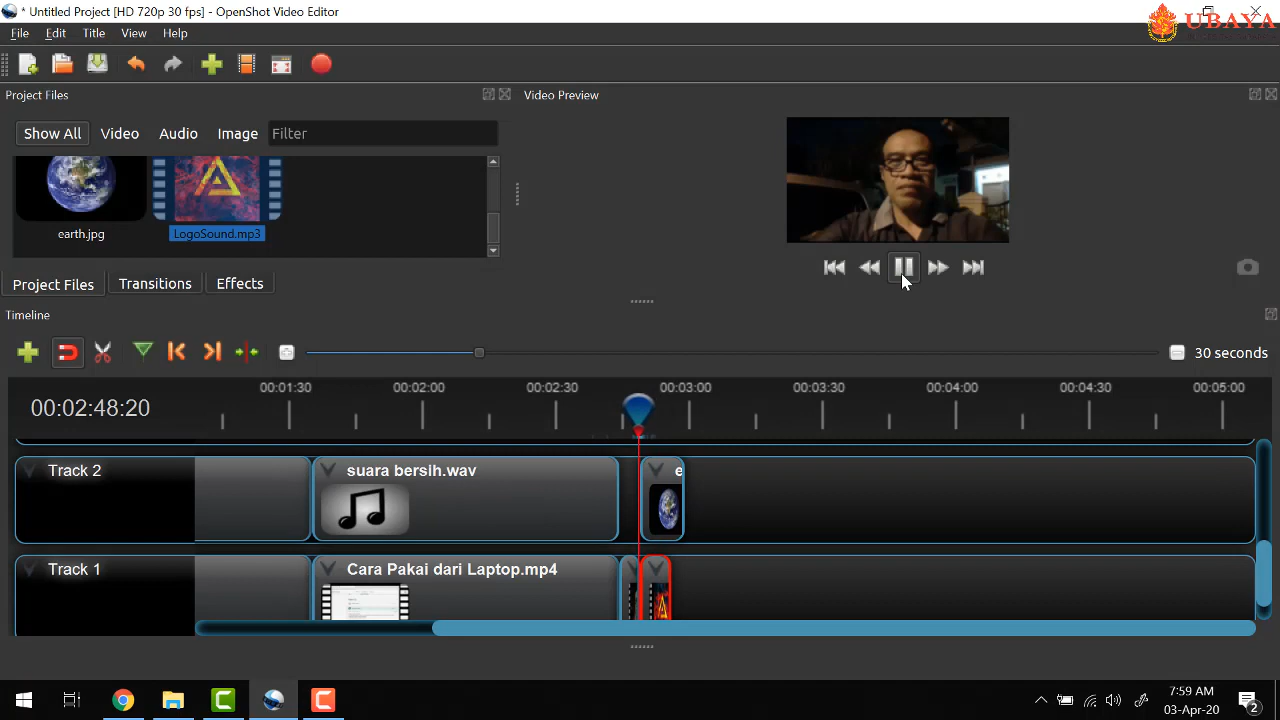 * Untitled Project [HD 720p 30 fps] - OpenShot Video Editor
UBAYA
File Edit Title View Help
Project Files
Video Preview
Show All Video Audio Image Filter
earth.jpg LogoSound.mp3
Project Files Transitions Effects
Timeline
30 seconds
00:02:48:20
00:01:30 00:02:00 00:02:30 00:03:00 00:03:30 00:04:00 00:04:30 00:05:00
Track 2 suara bersih.wav e
Track 1 Cara Pakai dari Laptop.mp4
7:59 AM
03-Apr-20
2